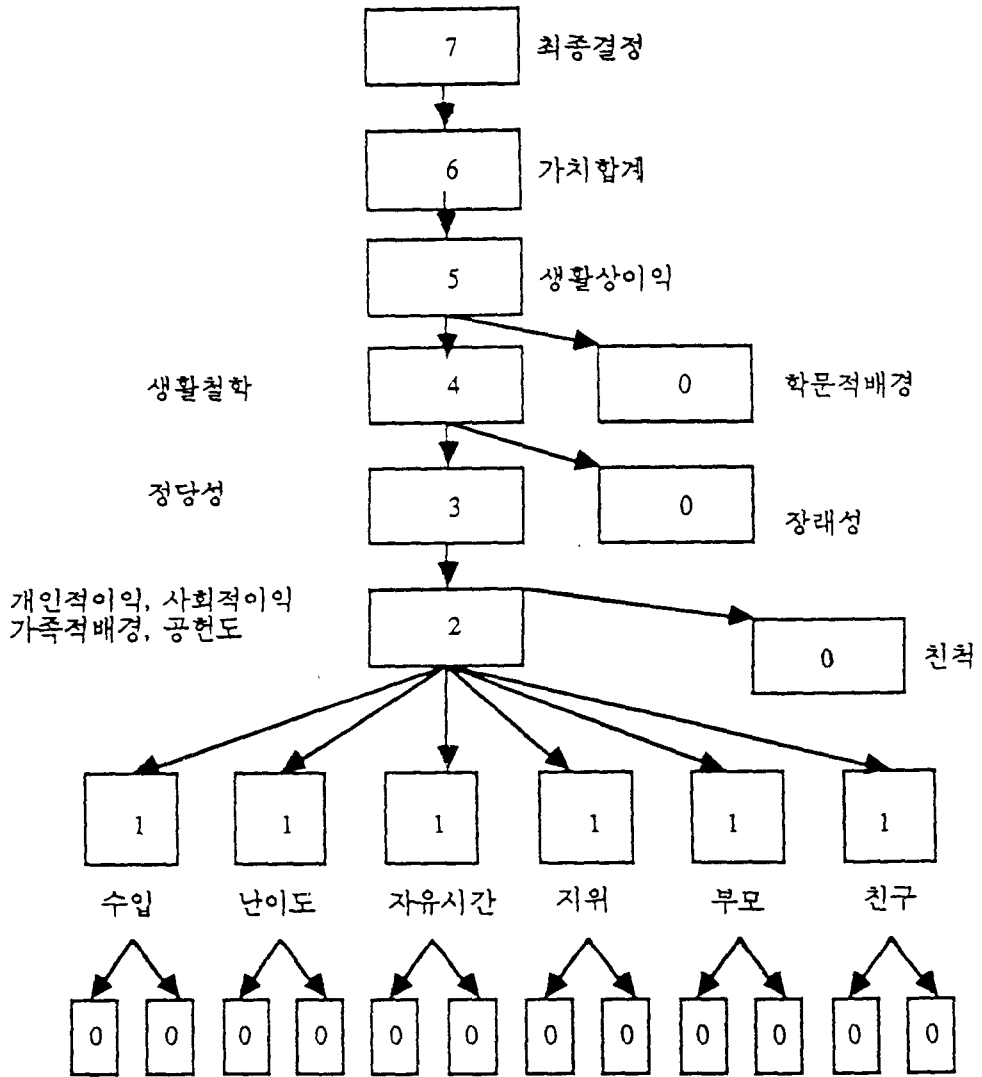 7 최종결정
6 가치합계
5 생활상이익
생활철학 4 0 학문적배경
정당성 3 0 장래성
개인적이익, 사회적이익
가족적배경, 공헌도
2
0 친척
1 1 1 1 1 1
수입 난이도 자유시간 지위 부모 친구
0 0 0 0 0 0 0 0 0 0 0 0